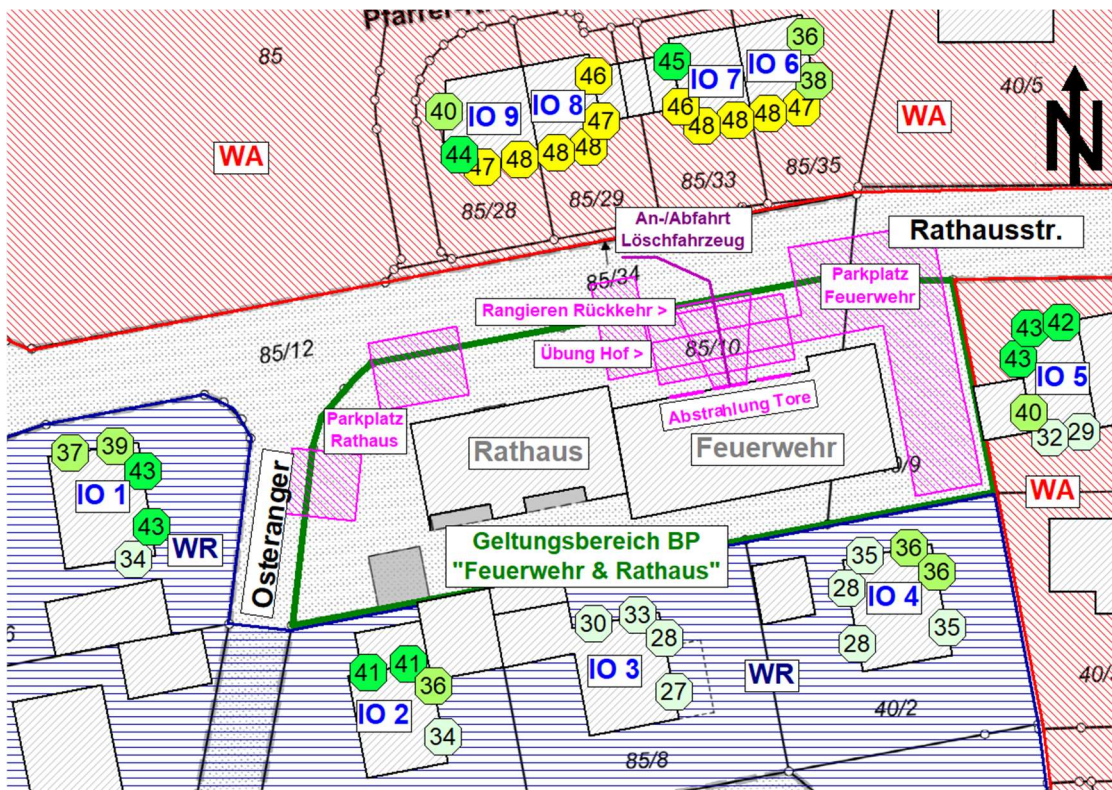 85
40/5
36
46
45
IO 7
IO 6
38
WA
WA
N
40
IO 9
IO 8
47
46
48
48
48
47
44
47
48
48
48
85/28
85/29
85/33
85/35
An-/Abfahrt
Löschfahrzeug
Rathausstr.
85/34
Parkplatz
Feuerwehr
Rangieren Rückkehr >
85/12
Übung Hof >
85/10
43
42
43
IO 5
Parkplatz
Rathaus
Abstrahlung Tore
40
32
29
37
39
43
IO 1
43
34
WR
Rathaus
Feuerwehr
WA
Osteranger
Geltungsbereich BP
"Feuerwehr & Rathaus"
35
36
36
28
IO 4
35
28
30
33
28
IO 3
27
WR
41
41
36
IO 2
34
40/2
85/8